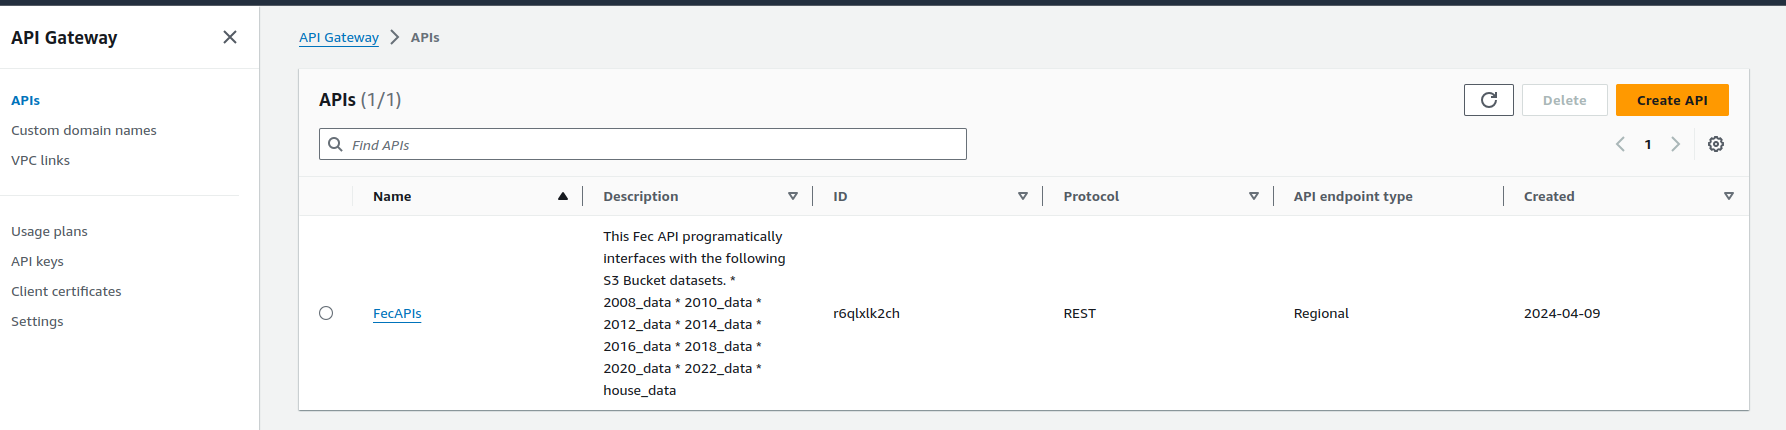 API Gateway
APIs
Custom domain names
VPC links
Usage plans
API keys
Client certificates
Settings
API Gateway > APIs
APIs (1/1)
Delete
Create API
Find APIs
1
Name Description ID Protocol API endpoint type Created
This Fec API programatically
interfaces with the following
S3 Bucket datasets. *
2008_data * 2010_data *
2012_data * 2014_data *
2016_data * 2018_data *
2020_data * 2022_data *
house_data
FecAPIs
r6qlxlk2ch
REST
Regional
2024-04-09